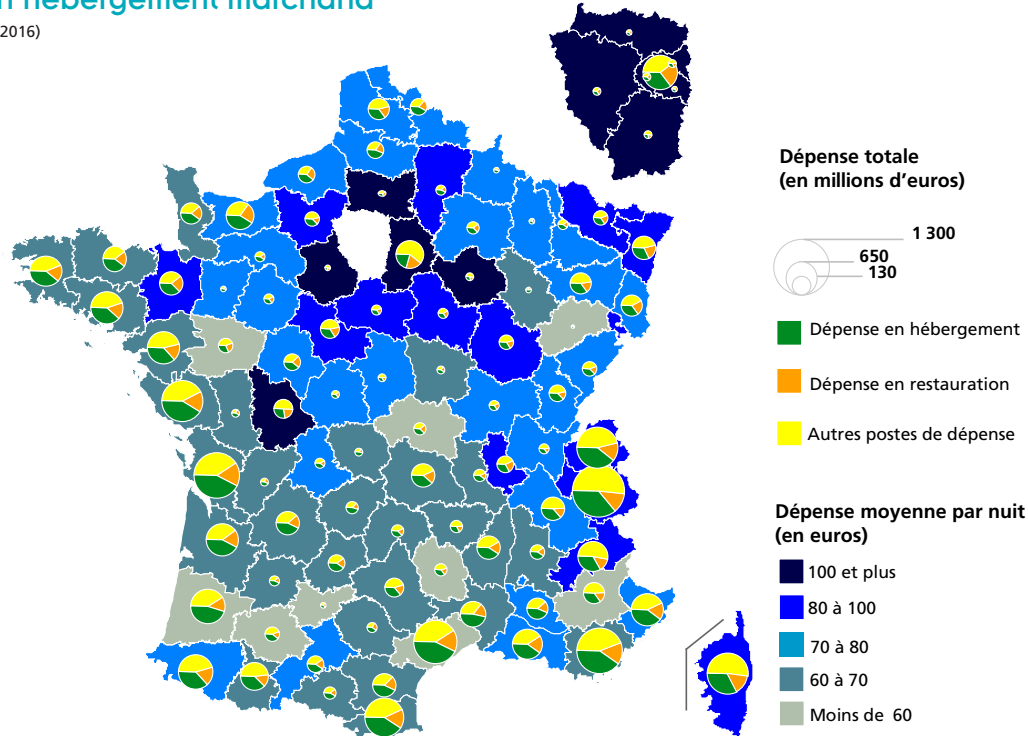 n hébergement marchand
2016)
Dépense totale
(en millions d'euros)
1 300
650
130
Dépense en hébergement
Dépense en restauration
Autres postes de dépense
Dépense moyenne par nuit
(en euros)
100 et plus
80 à 100
70 à 80
60 à 70
Moins de 60